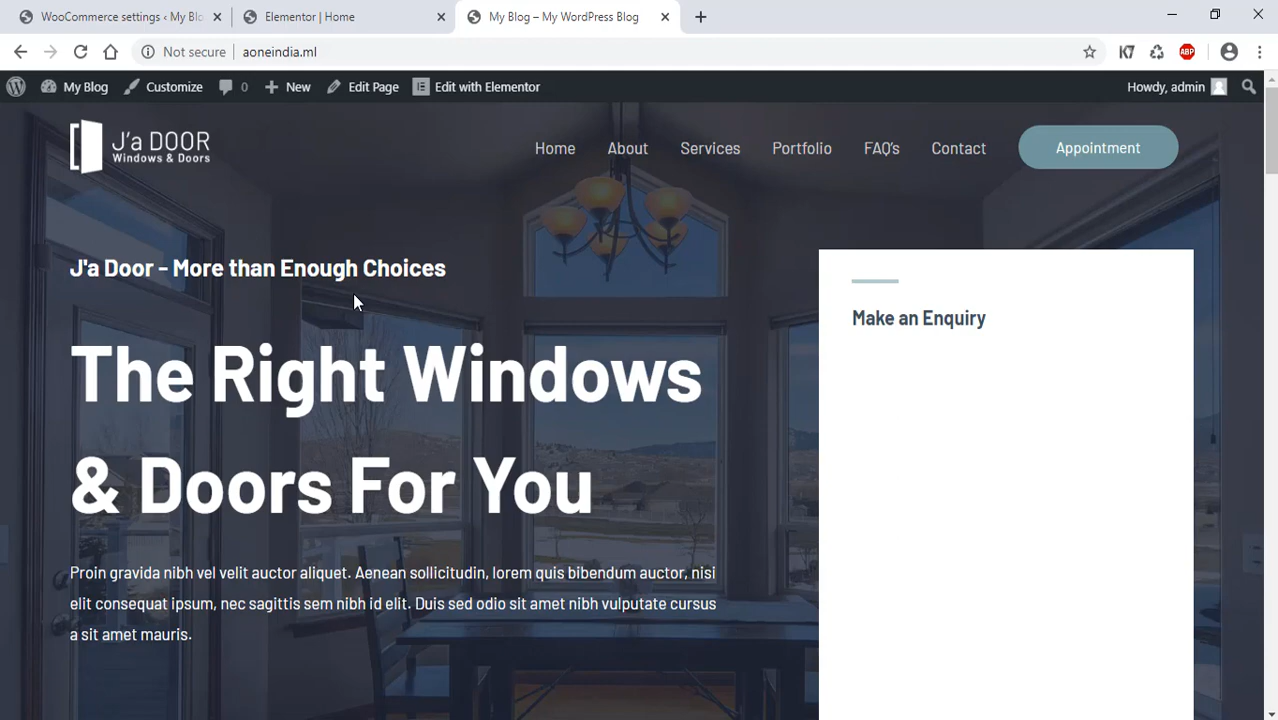 WooCommerce settings ‹ My Blo
Elementor | Home
My Blog – My WordPress Blog
Not secure
aoneindia.ml
K7
ABP
My Blog
Customize
0
New
Edit Page
Edit with Elementor
Howdy, admin
J'a DOOR
Windows & Doors
Home
About
Services
Portfolio
FAQ's
Contact
Appointment
J'a Door - More than Enough Choices
The Right Windows
& Doors For You
Proin gravida nibh vel velit auctor aliquet. Aenean sollicitudin, lorem quis bibendum auctor, nisi
elit consequat ipsum, nec sagittis sem nibh id elit. Duis sed odio sit amet nibh vulputate cursus
a sit amet mauris.
Make an Enquiry